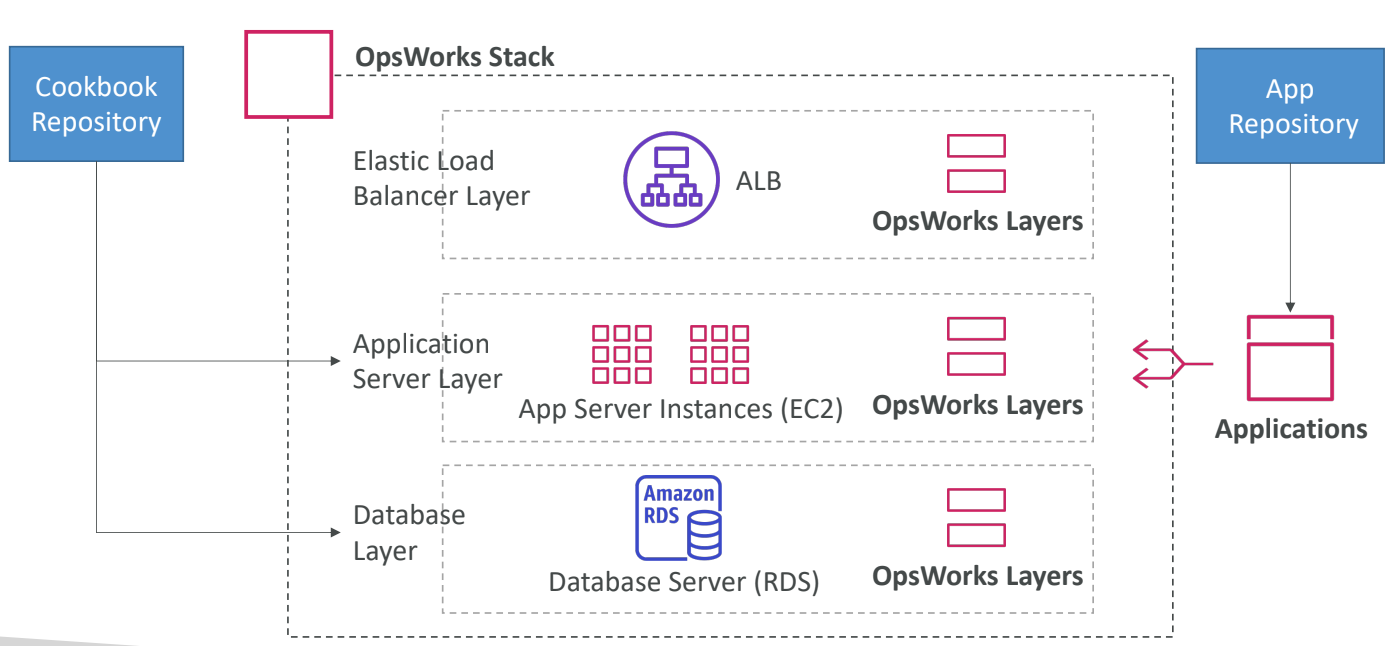 OpsWorks Stack
Cookbook
Repository
App
Repository
Elastic Load
Balancer Layer
ALB
OpsWorks Layers
Application
Server Layer
App Server Instances (EC2)
OpsWorks Layers
Applications
Database
Layer
Amazon
RDS
Database Server (RDS)
OpsWorks Layers